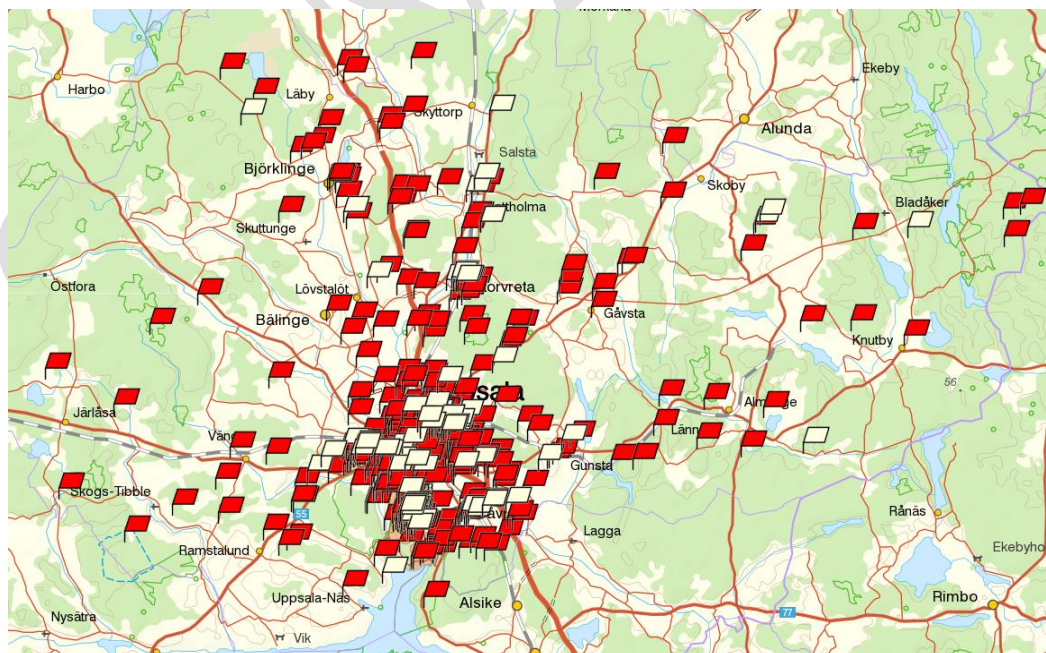 Harbo
Läby
Skyttorp
Ekeby
Alunda
Salsta
Björklinge
Skoby
Bladåker
Skuttunge
Östfora
Lövstalöt
Bälinge
Gåvsta
Knutby
56
Järlåsa
Gunsta
Skogs-Tibble
55
Rånäs
Ramstalund
Lagga
Uppsala-Näs
Alsike
Rimbo
77
Nysätra
Vik